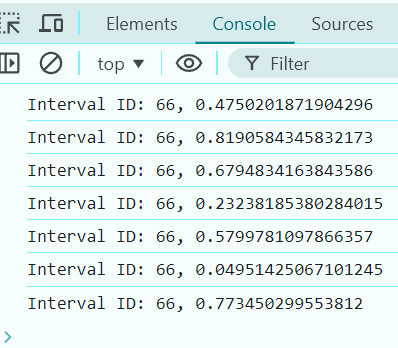 Elements Console Sources
top Filter
Interval ID: 66, 0.4750201871904296
Interval ID: 66, 0.8190584345832173
Interval ID: 66, 0.6794834163843586
Interval ID: 66, 0.23238185380284015
Interval ID: 66, 0.5799781097866357
Interval ID: 66, 0.04951425067101245
Interval ID: 66, 0.773450299553812